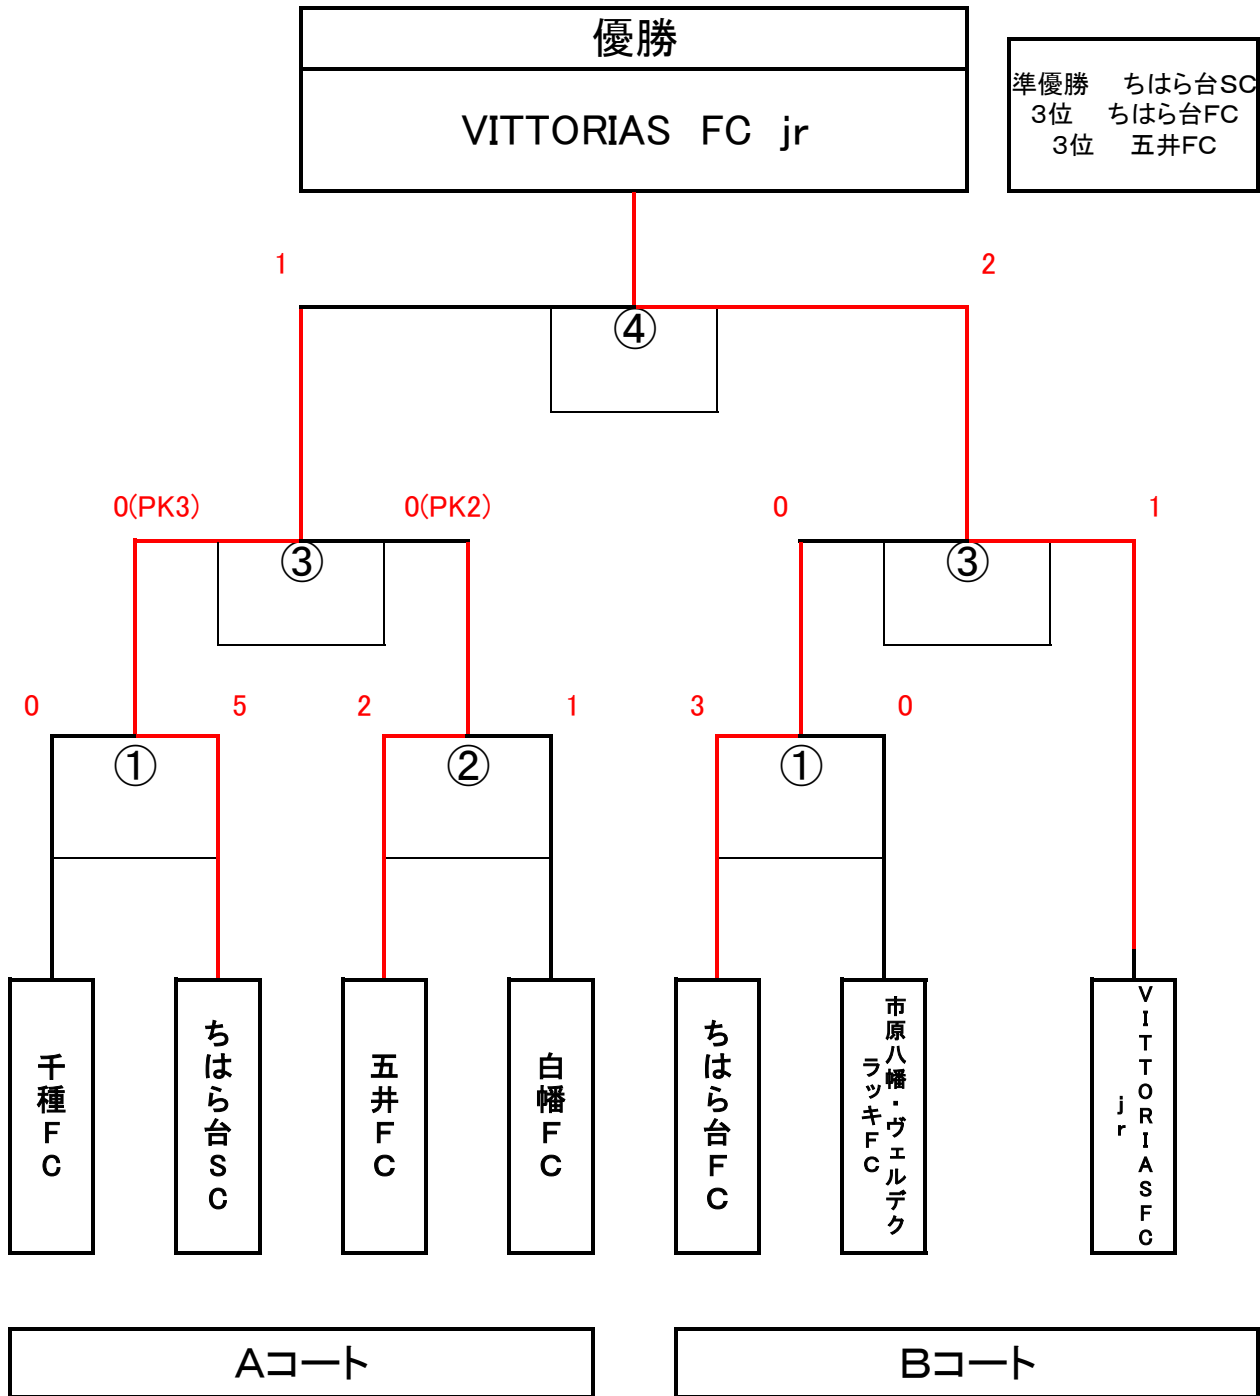 優勝
VITTORIAS FC jr
準優勝 ちはら台SC
3位 ちはら台FC
3位 五井FC
1
2
④
0(PK3)
0(PK2)
0
1
③
③
0
5
2
1
3
0
①
②
①
千種FC
ちはら台SC
五井FC
白幡FC
ちはら台FC
市原八幡・ヴェルデク
ラッキFC
VITTORIASFC
jr
Aコート
Bコート